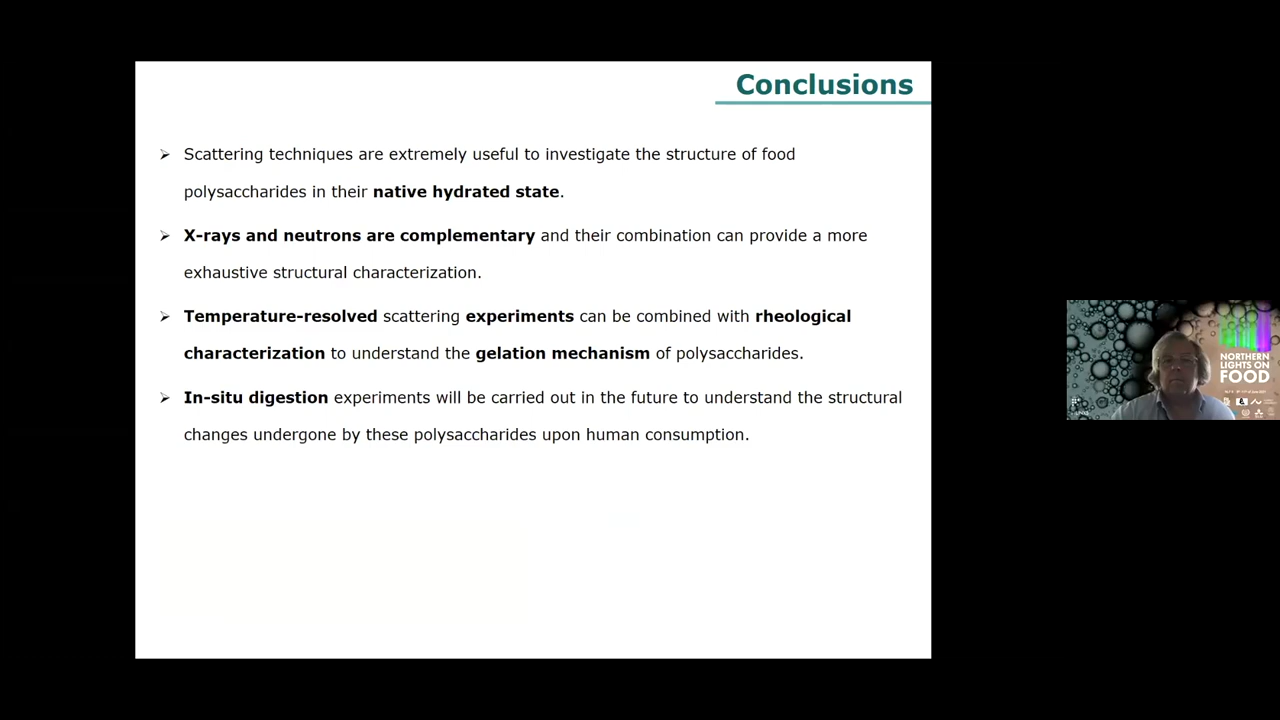 Conclusions
➢ Scattering techniques are extremely useful to investigate the structure of food
polysaccharides in their native hydrated state.
➢ X-rays and neutrons are complementary and their combination can provide a more
exhaustive structural characterization.
➢ Temperature-resolved scattering experiments can be combined with rheological
characterization to understand the gelation mechanism of polysaccharides.
➢ In-situ digestion experiments will be carried out in the future to understand the structural
changes undergone by these polysaccharides upon human consumption.
NORTHERN
LIGHTS ON
FOOD